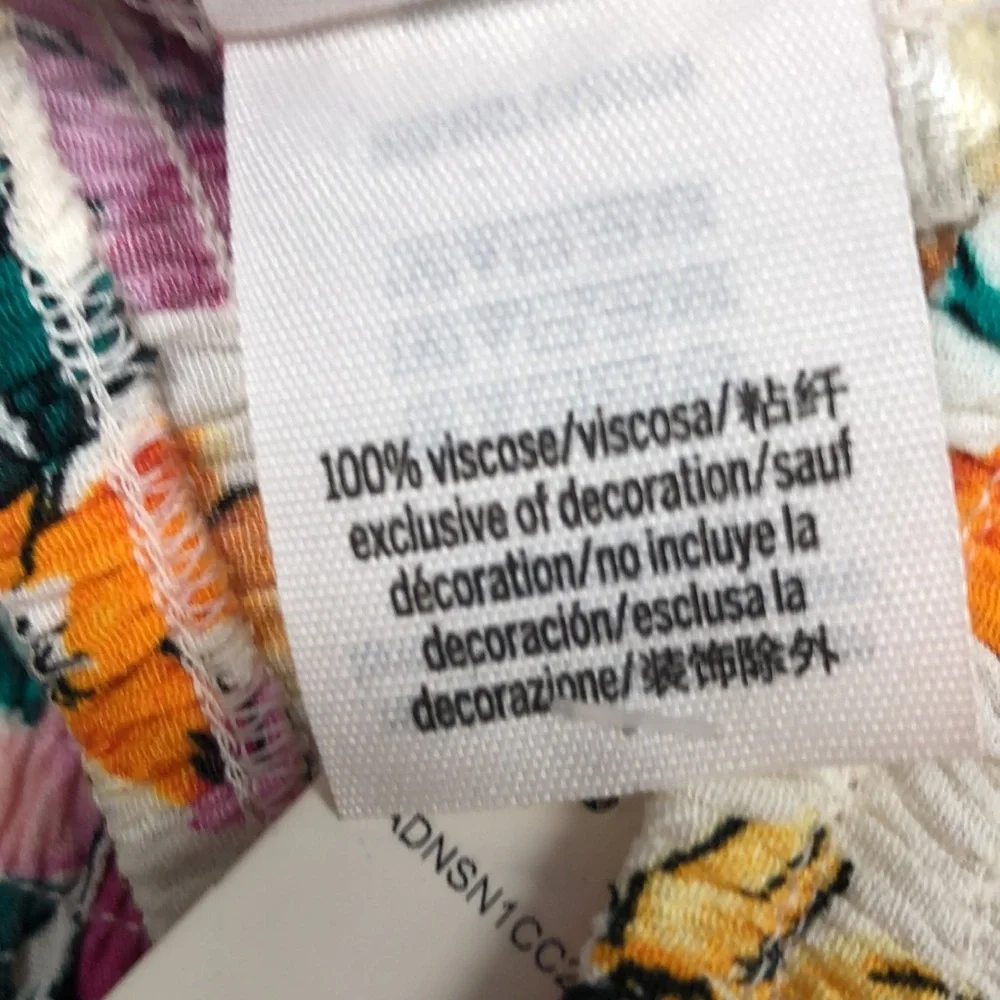 100% viscose/viscosa/粘纤
exclusive of decoration/sauf
décoration/no incluye la
decoración/esclusa la
decorazione/装饰除外
ADNSN1CC2